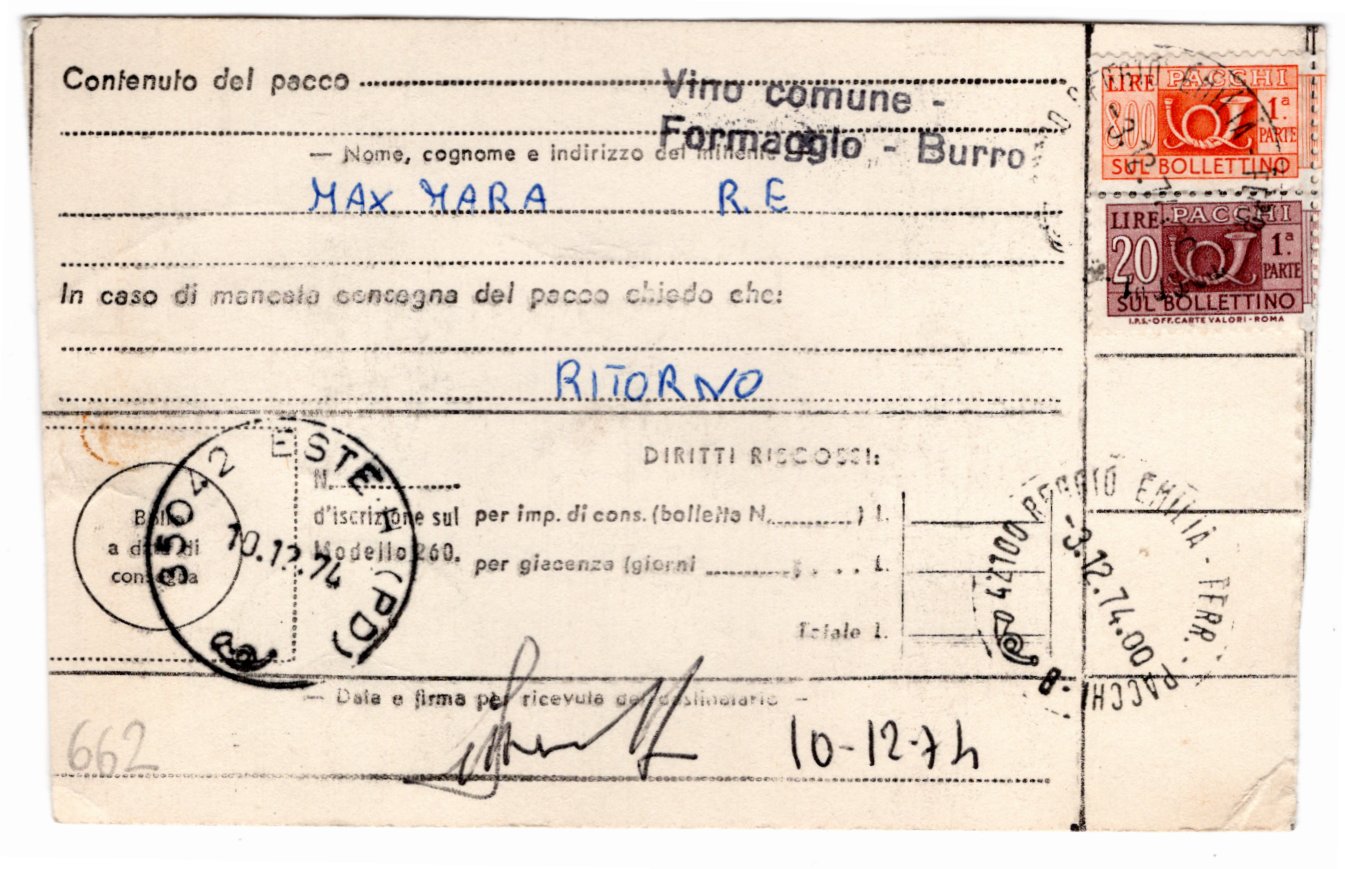 Contenuto del pacco
Vino comune -
Formaggio - Burro
— Nome, cognome e indirizzo del mittente
MAX MARA R.E
In caso di mancata consegna del pacco chiedo che:
RITORNO
LIRE PACCHI
800 1ª PARTE
SUL BOLLETTINO
LIRE PACCHI
20 1ª PARTE
SUL BOLLETTINO
I.P.S.-OFF.CARTE VALORI-ROMA
DIRITTI RISCOSSI:
N.
d'iscrizione sul
Modello 260.
per imp. di cons. (bolletta N. ) L.
per giacenza (giorni ) . . . L.
Totale L.
Bollo
a data di
consegna
35042 ESTE.A (PD)
10.12.74
42100 REGGIO EMILIA - FERR. - PACCHI -B
-3.12.74.00
— Data e firma per ricevuta del destinatario —
10-12-74
662